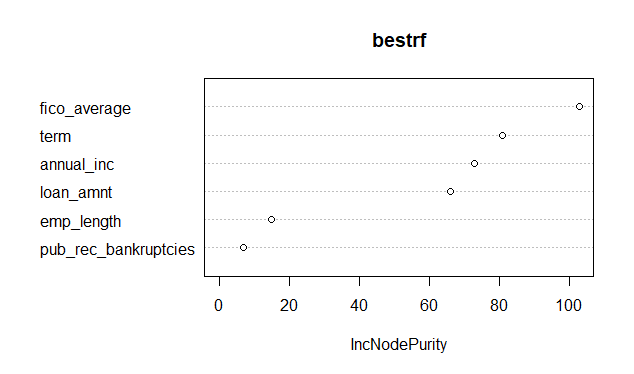 bestrf
fico_average
term
annual_inc
loan_amnt
emp_length
pub_rec_bankruptcies
0 20 40 60 80 100
IncNodePurity